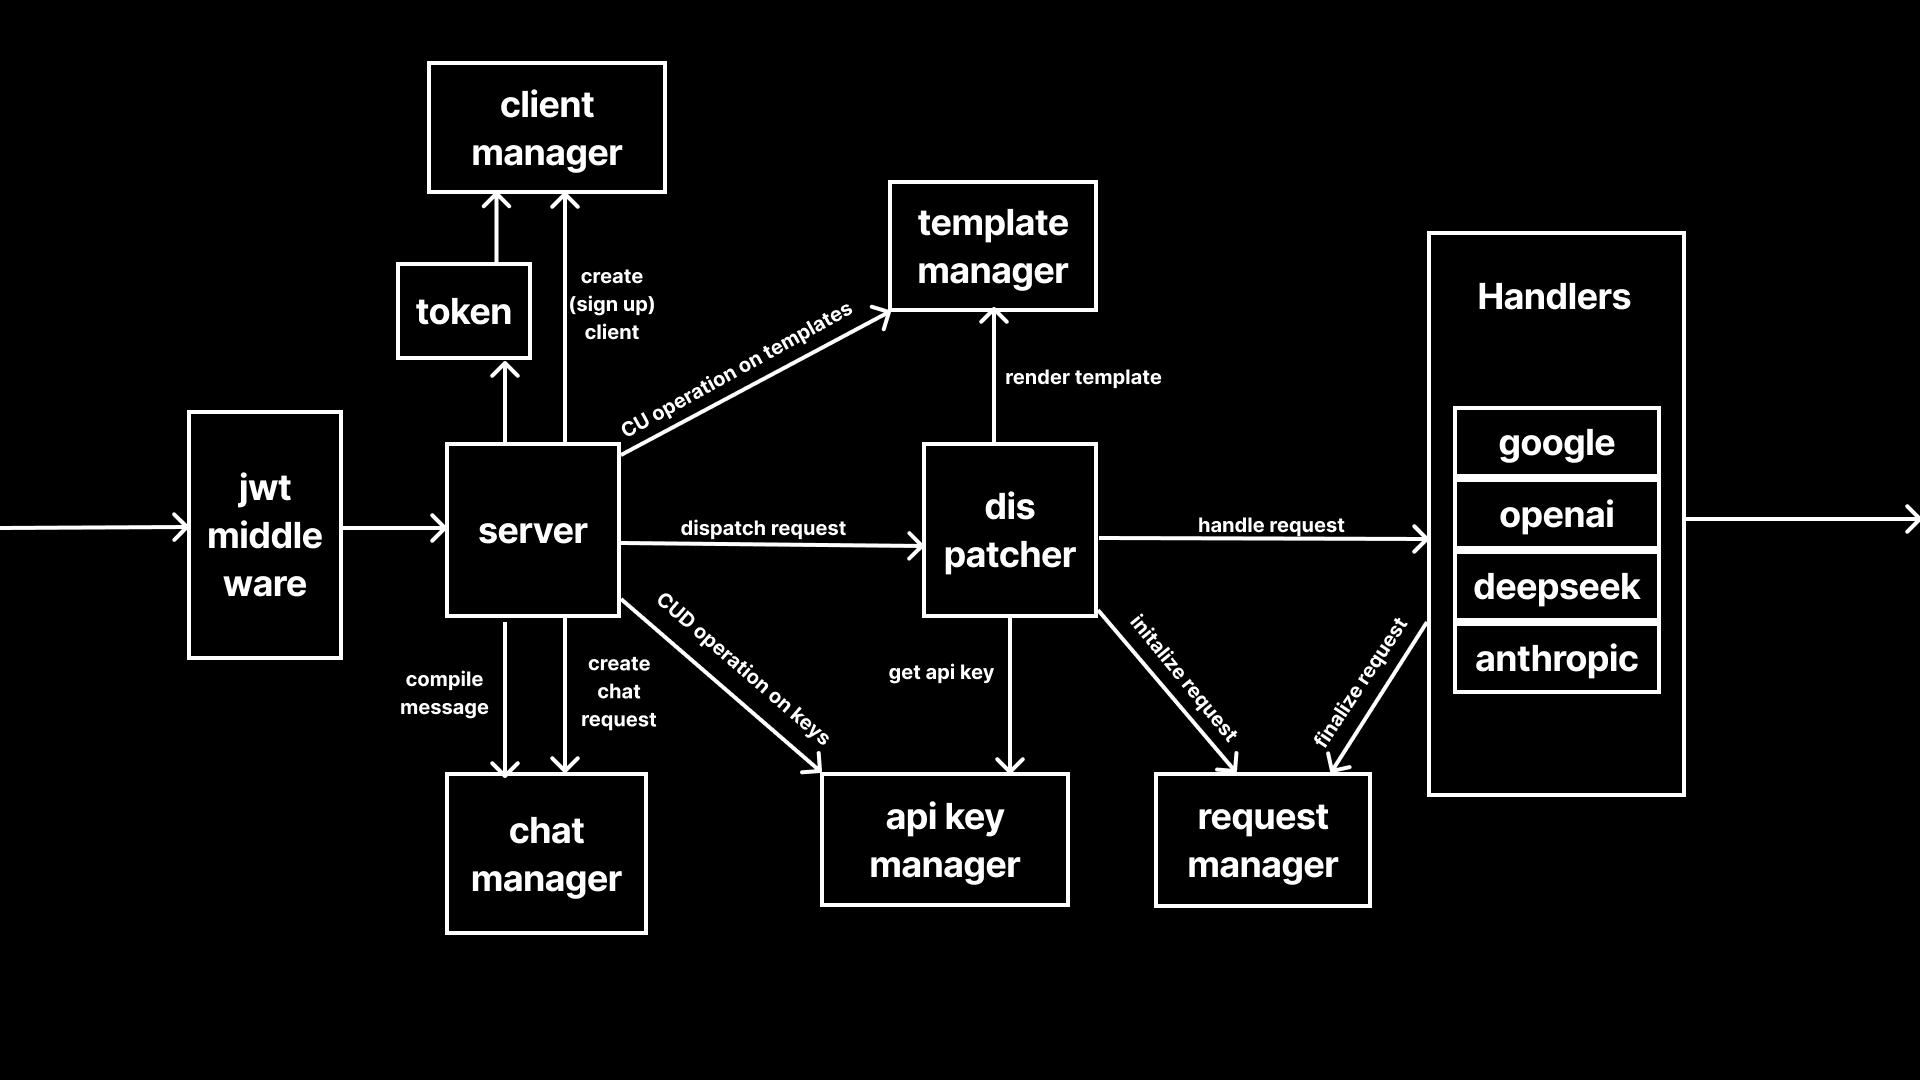 client
manager
token
create
(sign up)
client
template
manager
CU operation on templates
render template
Handlers
google
openai
deepseek
anthropic
jwt
middle
ware
server
dispatch request
dis
patcher
handle request
compile
message
create
chat
request
CUD operation on keys
get api key
initalize request
finalize request
chat
manager
api key
manager
request
manager